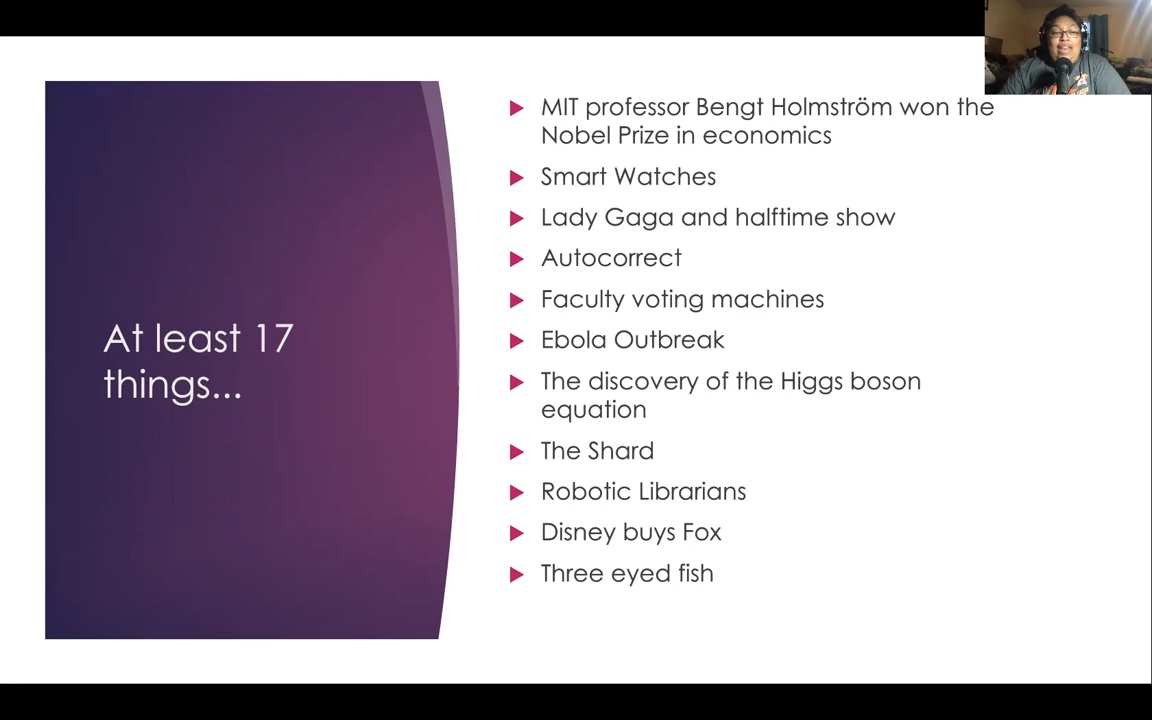 At least 17
things...
MIT professor Bengt Holmström won the
Nobel Prize in economics
Smart Watches
Lady Gaga and halftime show
Autocorrect
Faculty voting machines
Ebola Outbreak
The discovery of the Higgs boson
equation
The Shard
Robotic Librarians
Disney buys Fox
Three eyed fish